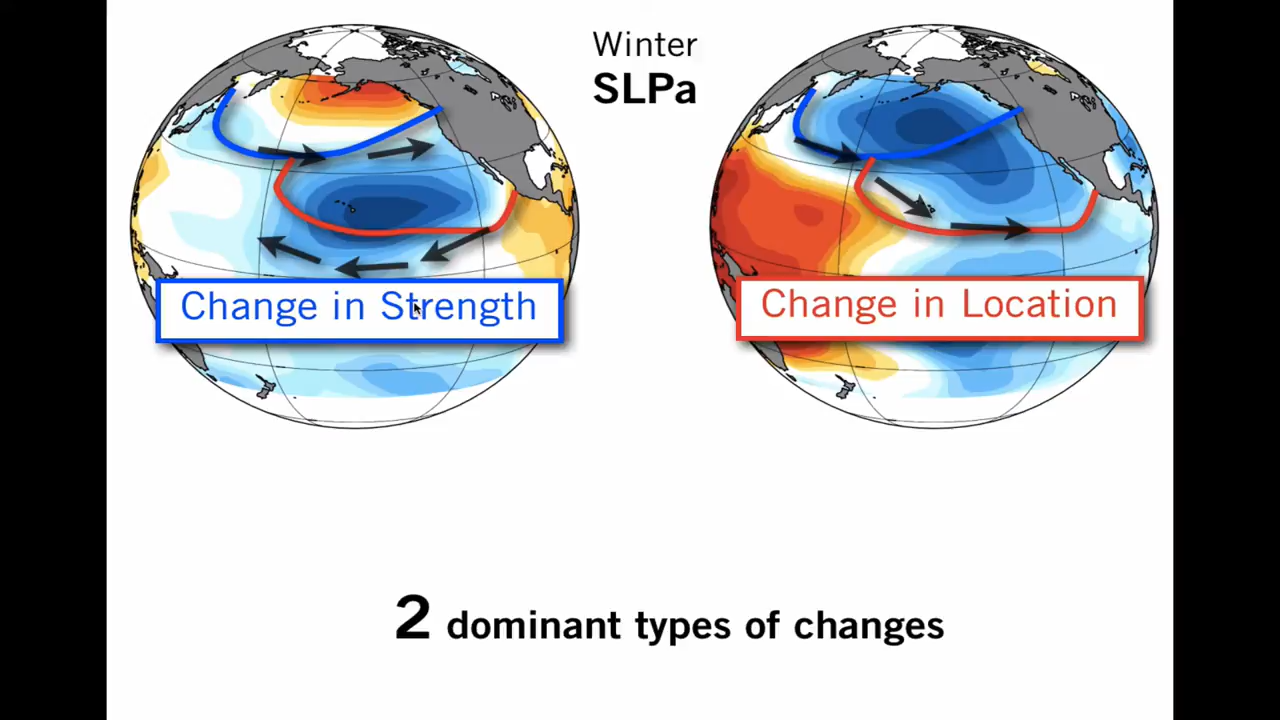 Winter
SLPa
Change in Strength
Change in Location
2 dominant types of changes